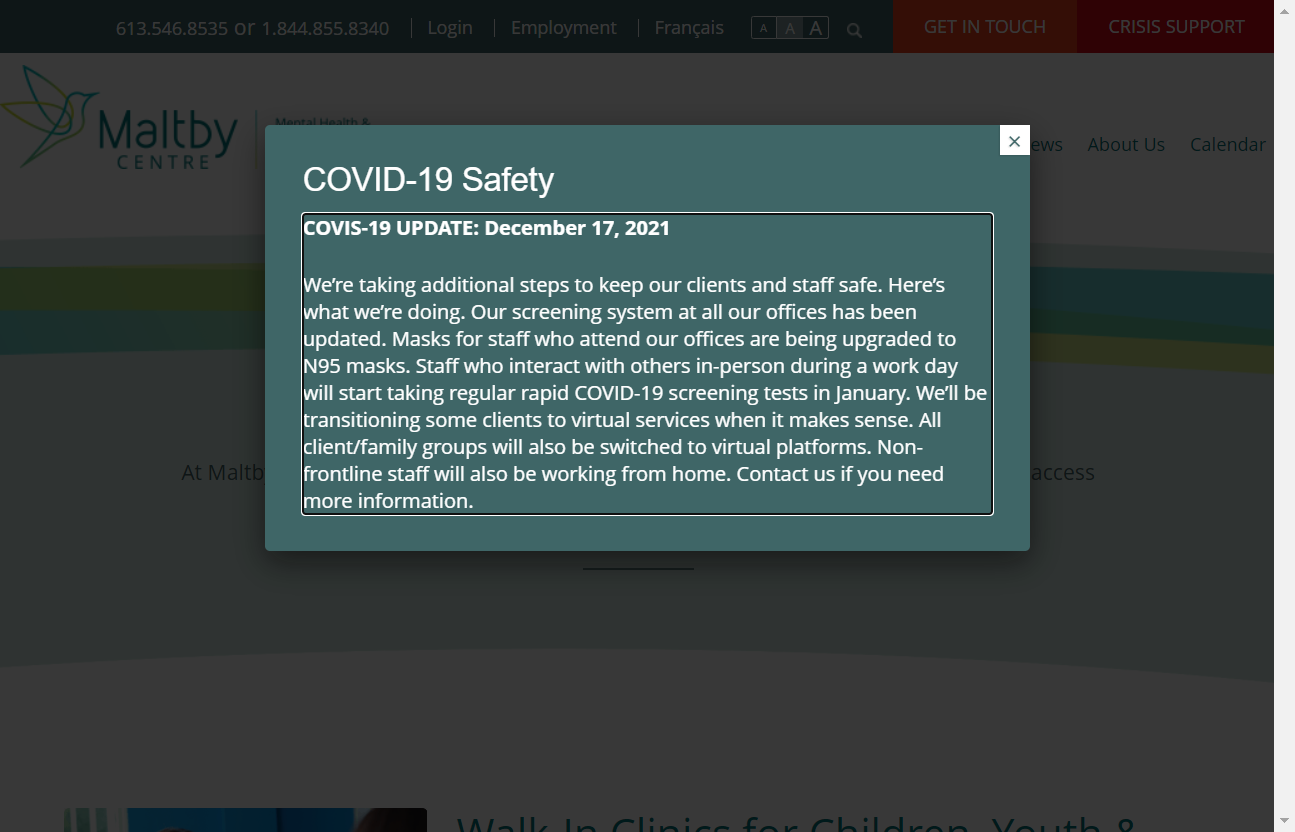 613.546.8535 or 1.844.855.8340 Login Employment Français A A A GET IN TOUCH CRISIS SUPPORT
Maltby
CENTRE
Mental Health &
About Us Calendar
×
COVID-19 Safety
COVIS-19 UPDATE: December 17, 2021
We’re taking additional steps to keep our clients and staff safe. Here’s
what we’re doing. Our screening system at all our offices has been
updated. Masks for staff who attend our offices are being upgraded to
N95 masks. Staff who interact with others in-person during a work day
will start taking regular rapid COVID-19 screening tests in January. We’ll be
transitioning some clients to virtual services when it makes sense. All
client/family groups will also be switched to virtual platforms. Non-
frontline staff will also be working from home. Contact us if you need
more information.
At Maltb access
Walk-In Clinics for Children, Youth &